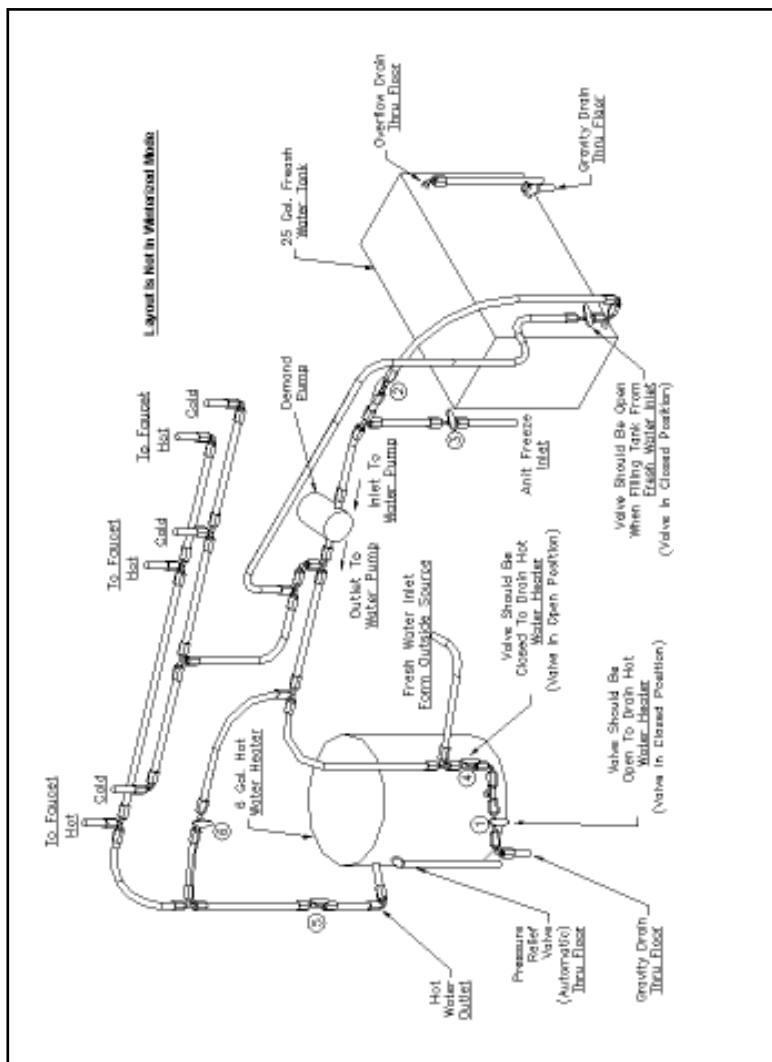 Layout Is Not In Winterized Mode
To Faucet
Hot
Cold
To Faucet
Hot
Cold
To Faucet
Hot
Cold
25 Gal. Freash
Water Tank
Overflow Drain
Thru Floor
Gravity Drain
Thru Floor
Demand
Pump
Inlet To
Water Pump
Outlet To
Water Pump
2
3
Anit Freeze
Inlet
Valve Should Be Open
When Filling Tank From
Fresh Water Inlet
(Valve In Closed Position)
Fresh Water Inlet
Form Outside Source
Valve Should Be
Closed To Drain Hot
Water Heater
(Valve In Open Position)
6 Gal. Hot
Water Heater
4
1
Valve Should Be
Open To Drain Hot
Water Heater
(Valve In Closed Position)
6
5
Hot
Water
Outlet
Pressure
Relief
Valve
(Automatic)
Thru Floor
Gravity Drain
Thru Floor